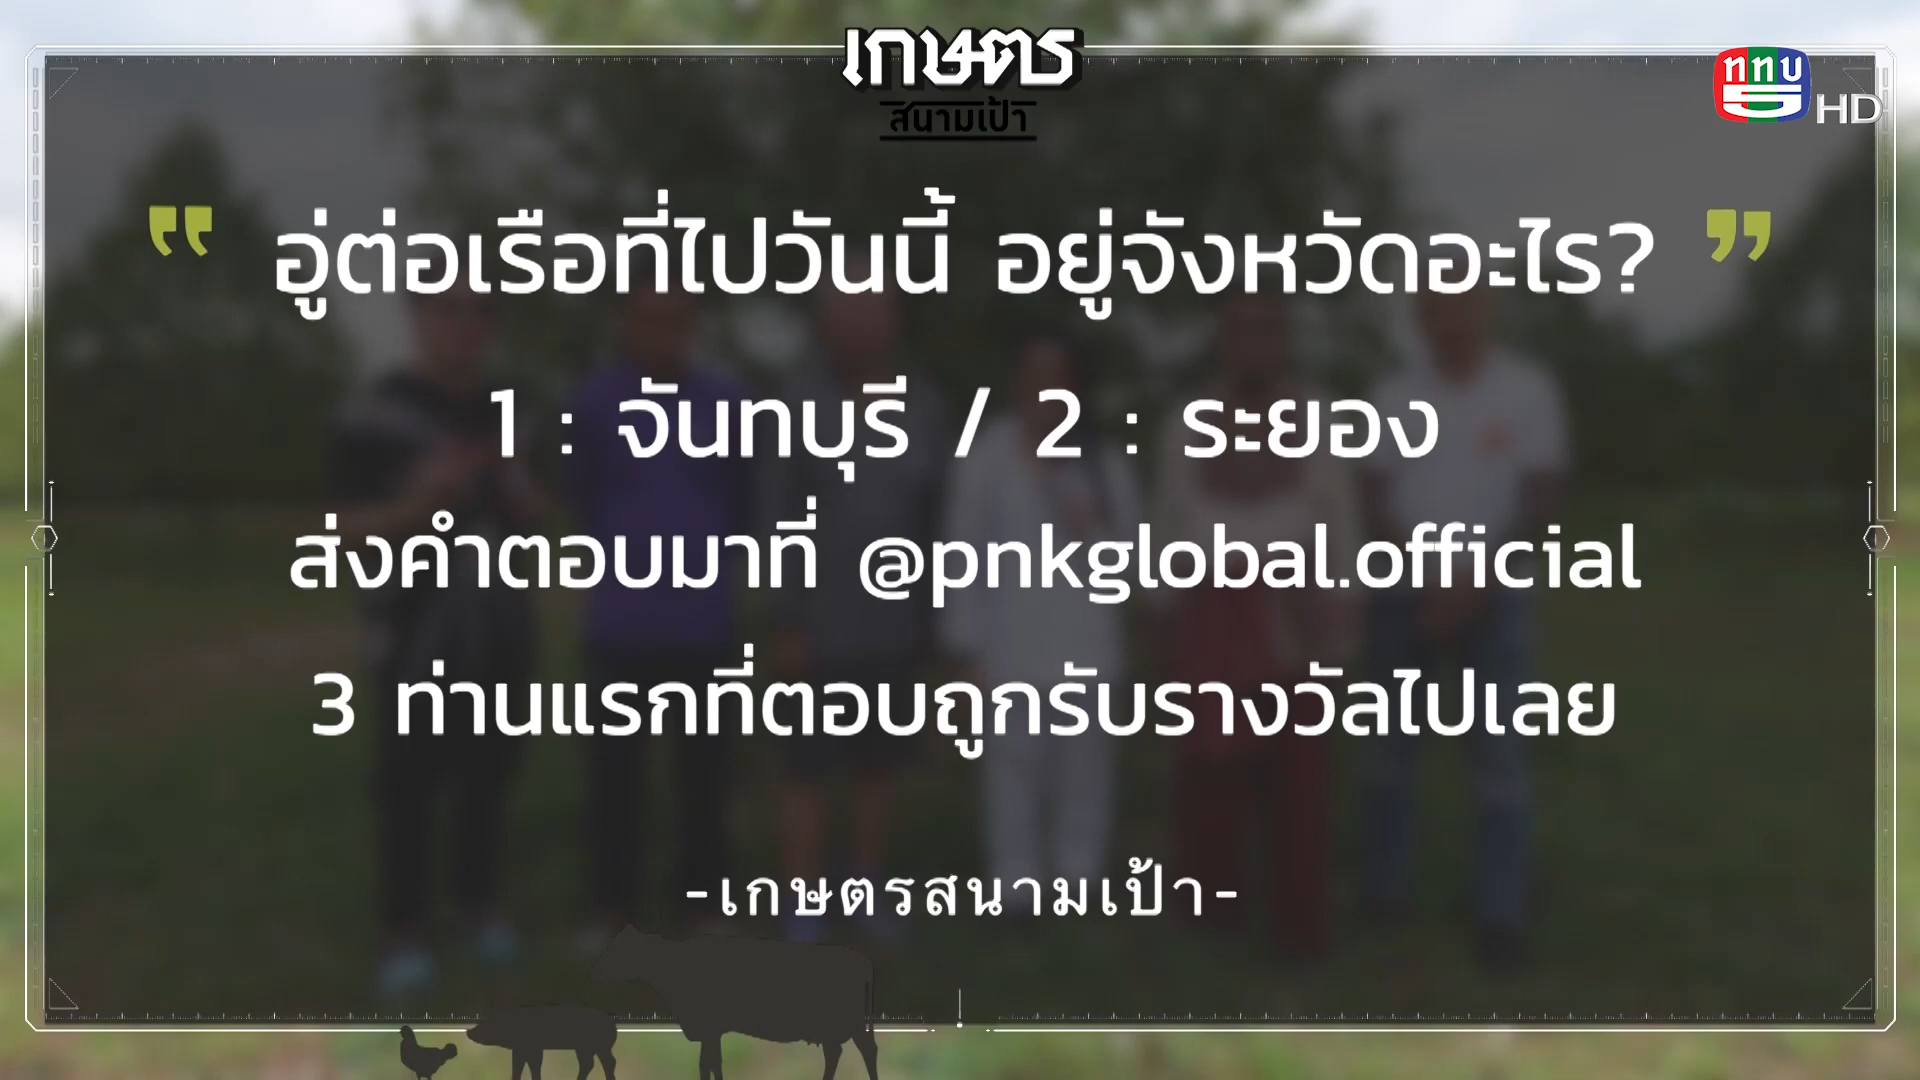 เกษตร
สนามเป้า
ททบ 5 HD
" อู่ต่อเรือที่ไปวันนี้ อยู่จังหวัดอะไร? "
1 : จันทบุรี / 2 : ระยอง
ส่งคำตอบมาที่ @pnkglobal.official
3 ท่านแรกที่ตอบถูกรับรางวัลไปเลย
-เกษตรสนามเป้า-